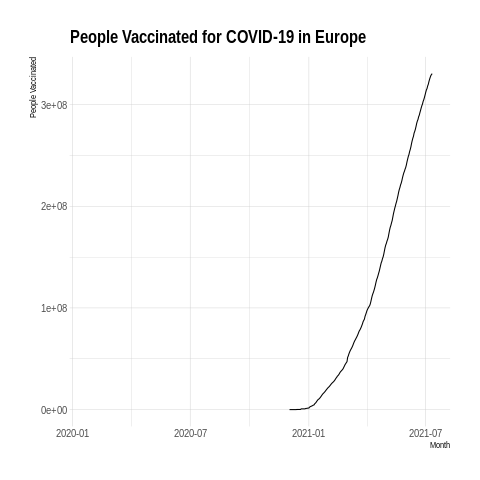 People Vaccinated for COVID-19 in Europe
People Vaccinated
3e+08
2e+08
1e+08
0e+00
2020-01
2020-07
2021-01
2021-07
Month